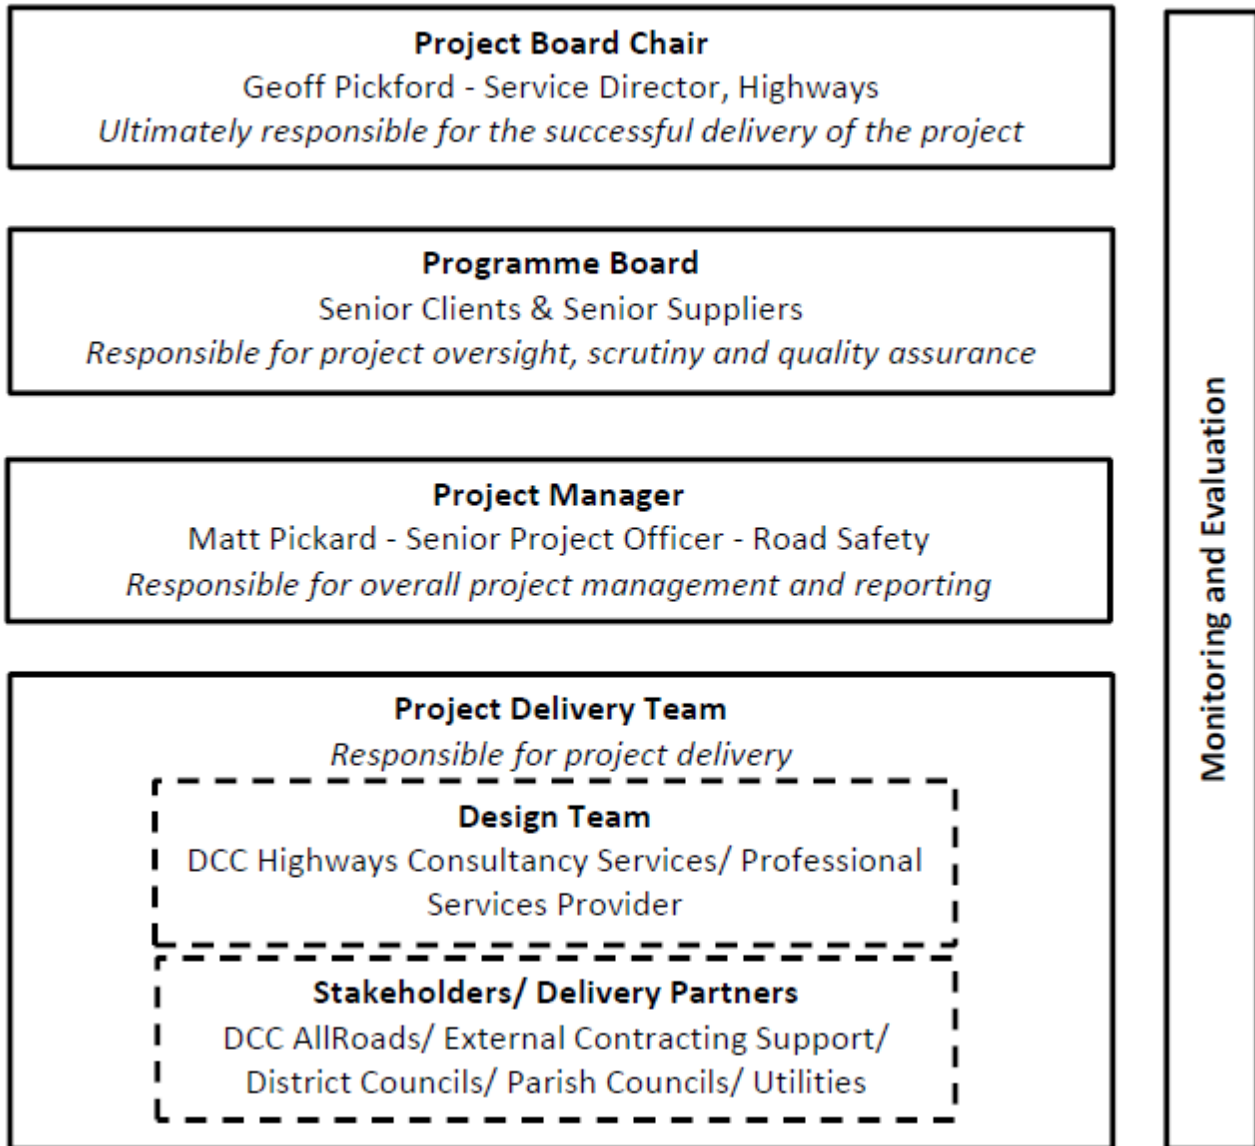 Project Board Chair
Geoff Pickford - Service Director, Highways
Ultimately responsible for the successful delivery of the project
Programme Board
Senior Clients & Senior Suppliers
Responsible for project oversight, scrutiny and quality assurance
Project Manager
Matt Pickard - Senior Project Officer - Road Safety
Responsible for overall project management and reporting
Project Delivery Team
Responsible for project delivery
Design Team
DCC Highways Consultancy Services/ Professional
Services Provider
Stakeholders/ Delivery Partners
DCC AllRoads/ External Contracting Support/
District Councils/ Parish Councils/ Utilities
Monitoring and Evaluation